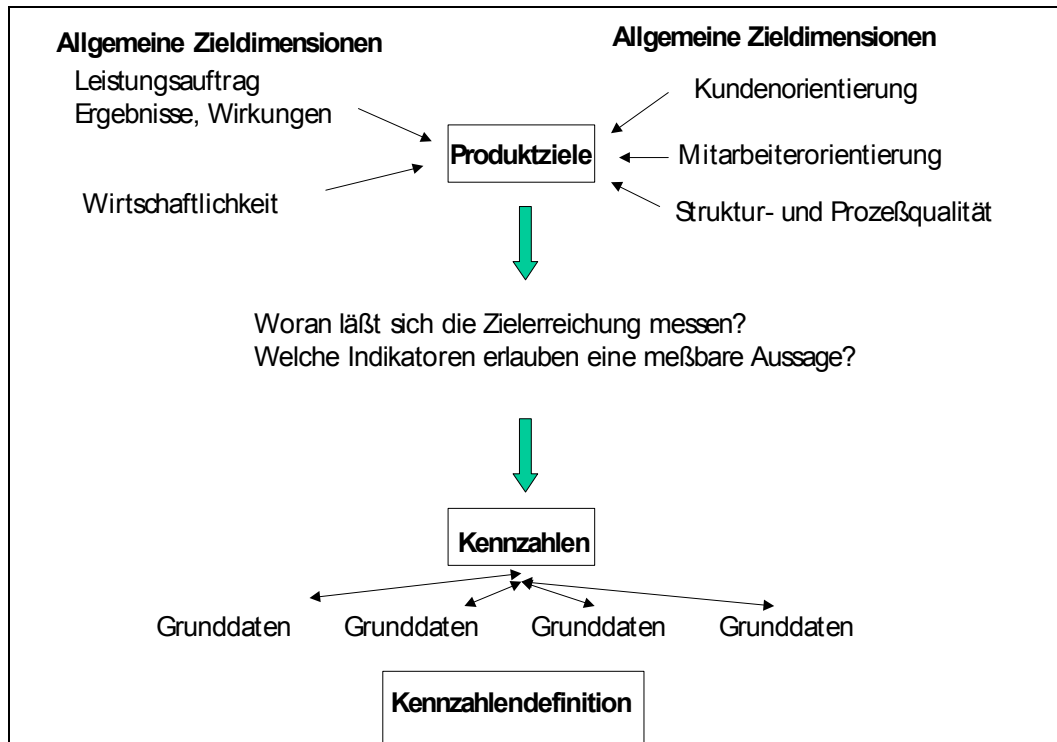 Allgemeine Zieldimensionen
Leistungsauftrag
Ergebnisse, Wirkungen
Wirtschaftlichkeit
Allgemeine Zieldimensionen
Kundenorientierung
Mitarbeiterorientierung
Struktur- und Prozeßqualität
Produktziele
Woran läßt sich die Zielerreichung messen?
Welche Indikatoren erlauben eine meßbare Aussage?
Kennzahlen
Grunddaten Grunddaten Grunddaten Grunddaten
Kennzahlendefinition